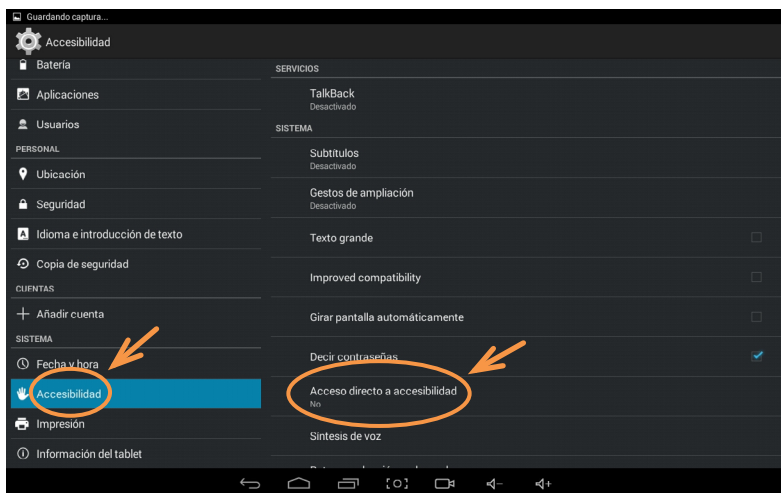 Guardando captura...
Accesibilidad
Batería
Aplicaciones
Usuarios
PERSONAL
Ubicación
Seguridad
Idioma e introducción de texto
Copia de seguridad
CUENTAS
Añadir cuenta
SISTEMA
Fecha y hora
Accesibilidad
Impresión
Información del tablet
SERVICIOS
TalkBack
Desactivado
SISTEMA
Subtítulos
Desactivado
Gestos de ampliación
Desactivado
Texto grande
Improved compatibility
Girar pantalla automáticamente
Decir contraseñas
Acceso directo a accesibilidad
No
Síntesis de voz